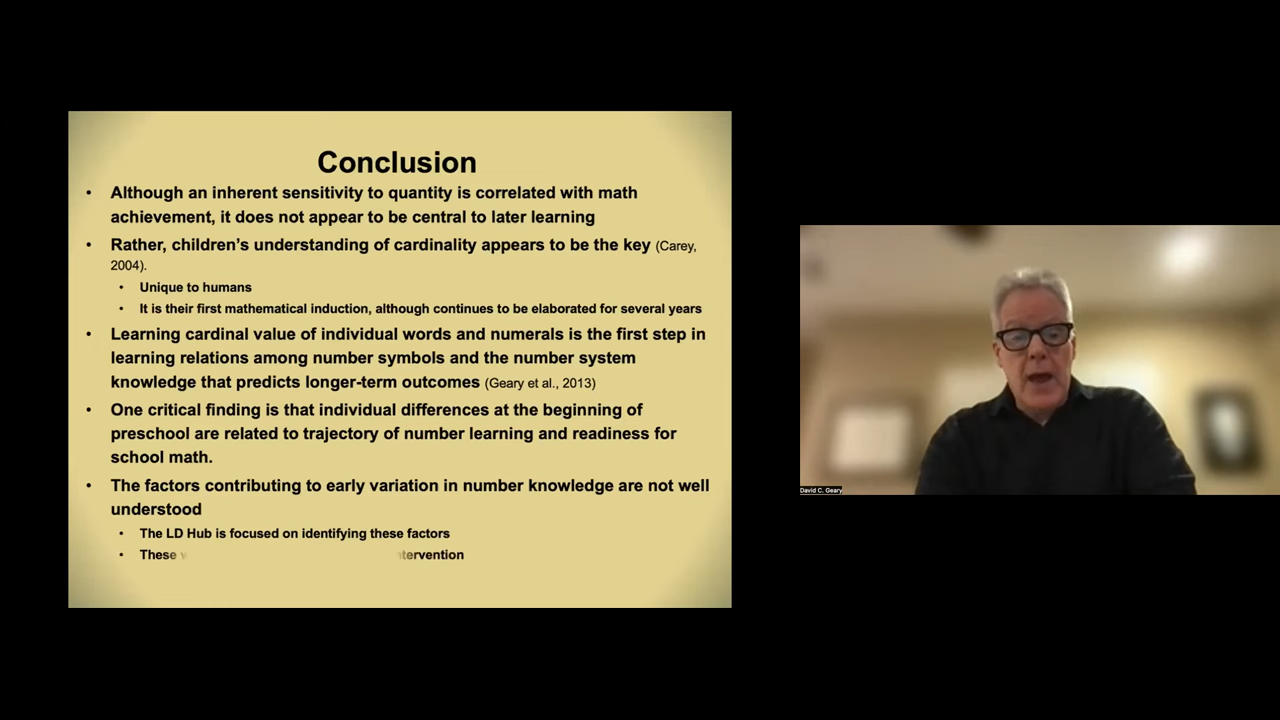 Conclusion
• Although an inherent sensitivity to quantity is correlated with math
achievement, it does not appear to be central to later learning
• Rather, children’s understanding of cardinality appears to be the key (Carey,
2004).
• Unique to humans
• It is their first mathematical induction, although continues to be elaborated for several years
• Learning cardinal value of individual words and numerals is the first step in
learning relations among number symbols and the number system
knowledge that predicts longer-term outcomes (Geary et al., 2013)
• One critical finding is that individual differences at the beginning of
preschool are related to trajectory of number learning and readiness for
school math.
• The factors contributing to early variation in number knowledge are not well
understood
• The LD Hub is focused on identifying these factors
• These
David C. Geary